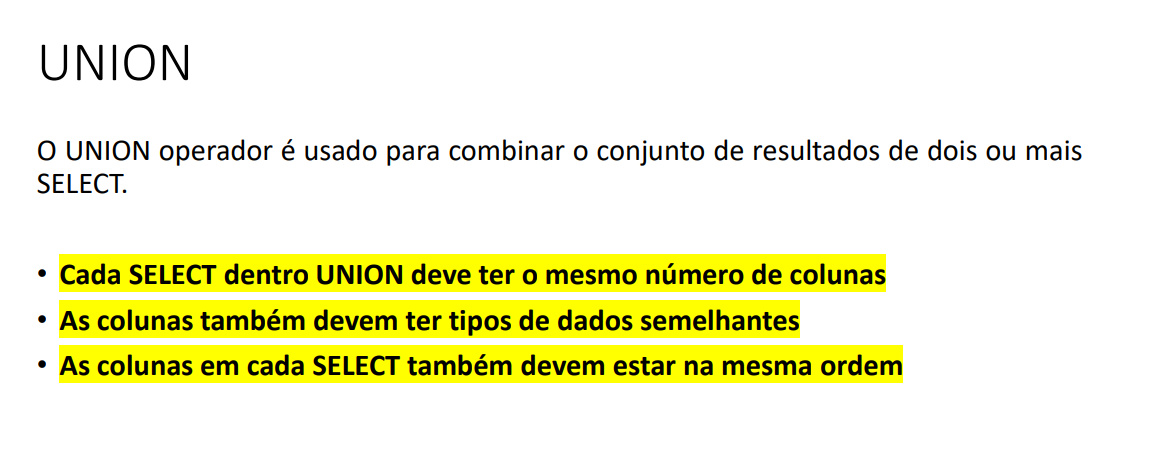 UNION
O UNION operador é usado para combinar o conjunto de resultados de dois ou mais
SELECT.
• Cada SELECT dentro UNION deve ter o mesmo número de colunas
• As colunas também devem ter tipos de dados semelhantes
• As colunas em cada SELECT também devem estar na mesma ordem